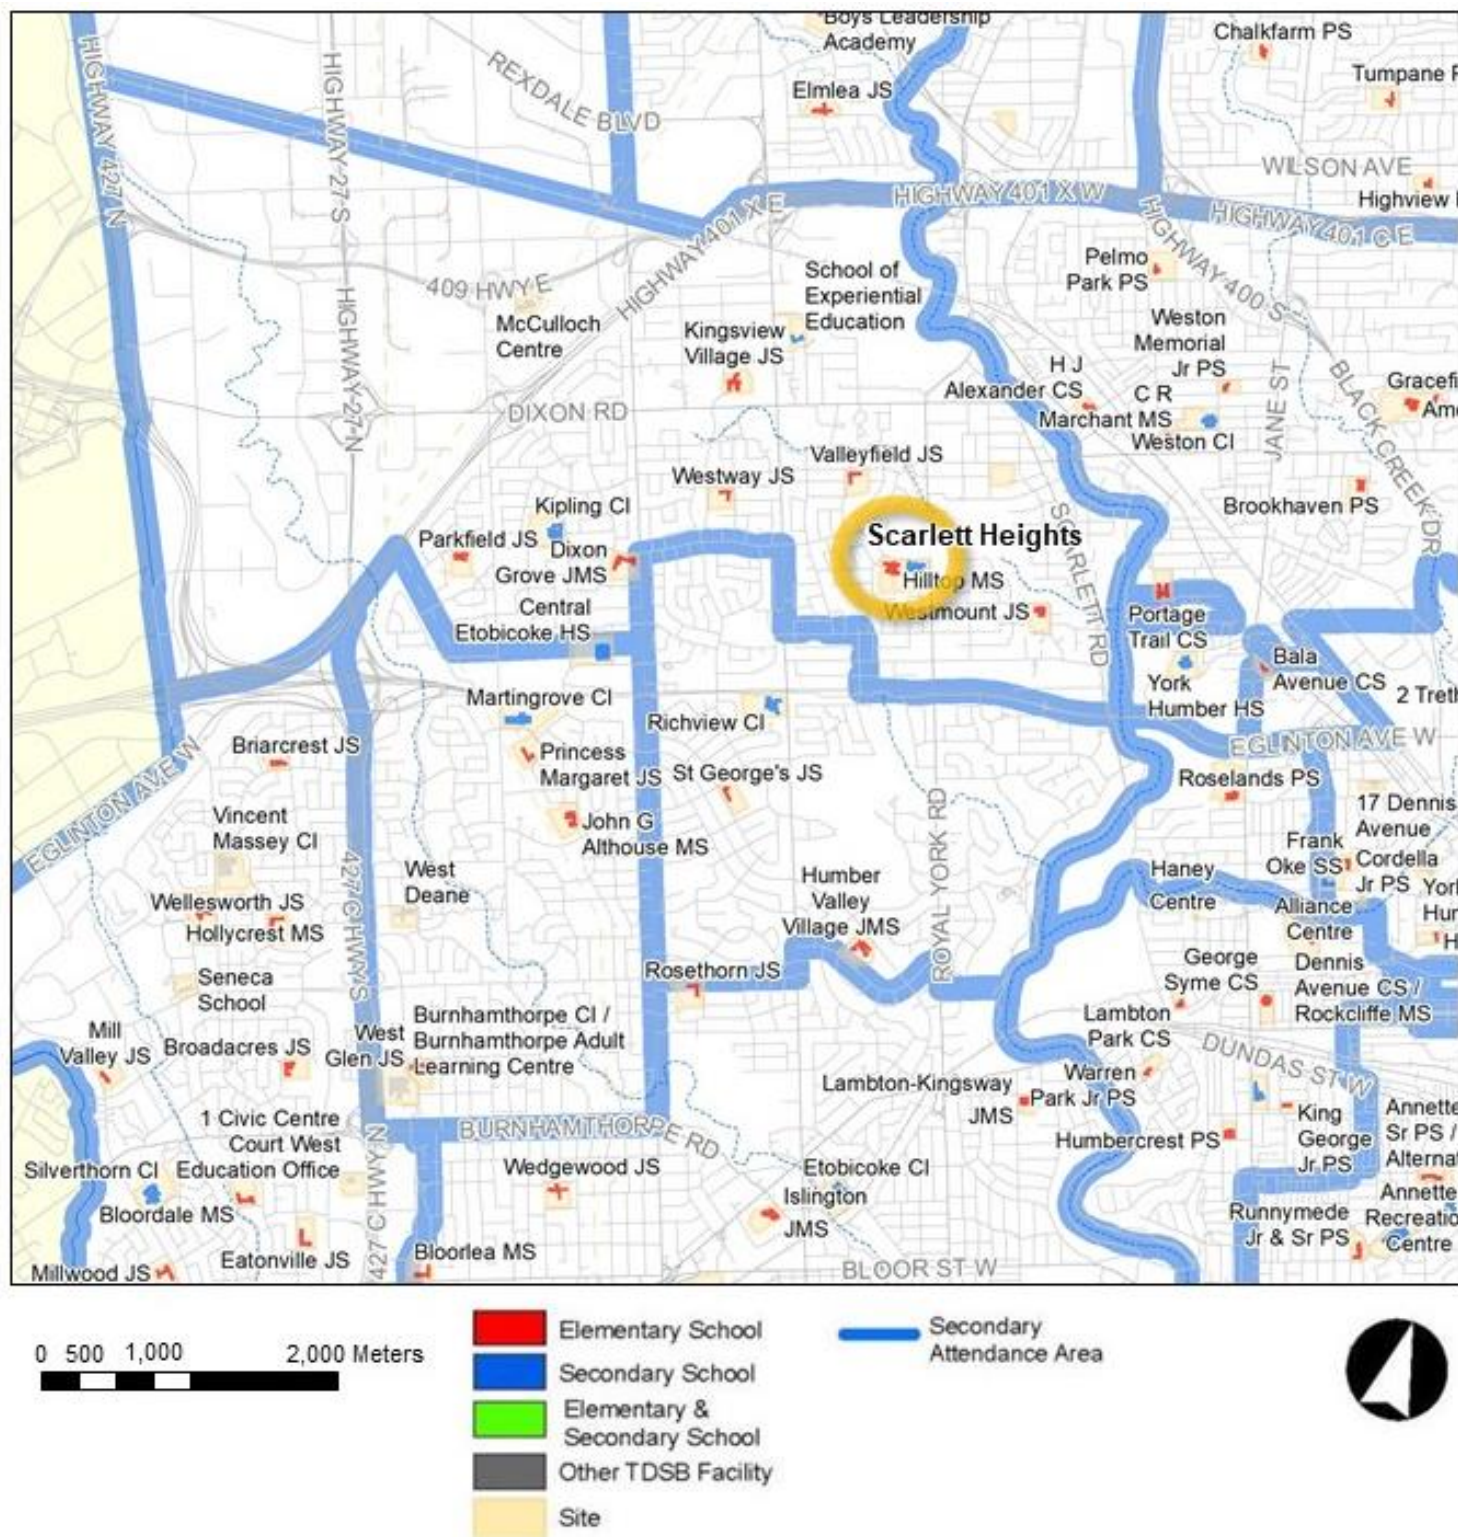 Boys Leadership
Academy
Chalkfarm PS
Tumpane
Elmlea JS
REXDALE BLVD
HIGHWAY 427 N
HIGHWAY 27 S
WILSON AVE
Highview
HIGHWAY 401 X W
HIGHWAY 401 X E
HIGHWAY 401 C E
HIGHWAY 400 S
Pelmo
Park PS
School of
Experiential
Education
409 HWY E
McCulloch
Centre
Kingsview
Village JS
Weston
Memorial
Jr PS
H J
Alexander CS
C R
Marchant MS
Weston CI
JANE ST
BLACK CREEK DR
HIGHWAY 27 N
DIXON RD
Valleyfield JS
Westway JS
Brookhaven PS
Kipling CI
Parkfield JS
Dixon
Grove JMS
Scarlett Heights
Hilltop MS
Westmount JS
SCARLETT RD
Central
Etobicoke HS
Portage
Trail CS
Bala
Avenue CS
2 Treth
York
Humber HS
Martingrove CI
Richview CI
EGLINTON AVE W
Briarcrest JS
Princess
Margaret JS
St George's JS
Roselands PS
EGLINTON AVE W
Vincent
Massey CI
John G
Althouse MS
17 Dennis
Avenue
Frank
Oke SS
Cordella
Jr PS
ROYAL YORK RD
West
Deane
Humber
Valley
Village JMS
Haney
Centre
Alliance
Centre
Wellesworth JS
Hollycrest MS
427 C HWY S
Rosethorn JS
George
Syme CS
Dennis
Avenue CS /
Rockcliffe MS
Seneca
School
Mill
Valley JS
Broadacres JS
West
Glen JS
Burnhamthorpe CI /
Burnhamthorpe Adult
Learning Centre
Lambton
Park CS
DUNDAS ST W
Lambton-Kingsway
JMS
Warren
Park Jr PS
1 Civic Centre
Court West
Education Office
BURNHAMTHORPE RD
Humbercrest PS
King
George
Jr PS
Annette
Sr PS /
Alternat
Silverthorn CI
Bloordale MS
427 C HWY N
Wedgewood JS
Etobicoke CI
Islington
JMS
Runnymede
Jr & Sr PS
Annette
Recreatio
Centre
Eatonville JS
Millwood JS
Bloorlea MS
BLOOR ST W
0 500 1,000 2,000 Meters
Elementary School
Secondary School
Elementary &
Secondary School
Other TDSB Facility
Site
Secondary
Attendance Area